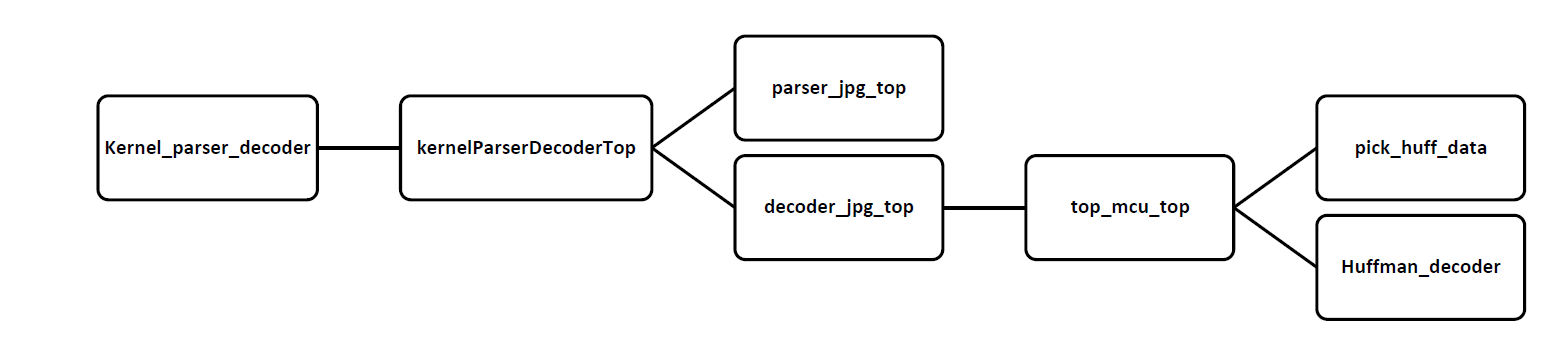 Kernel_parser_decoder
kernelParserDecoderTop
parser_jpg_top
decoder_jpg_top
top_mcu_top
pick_huff_data
Huffman_decoder